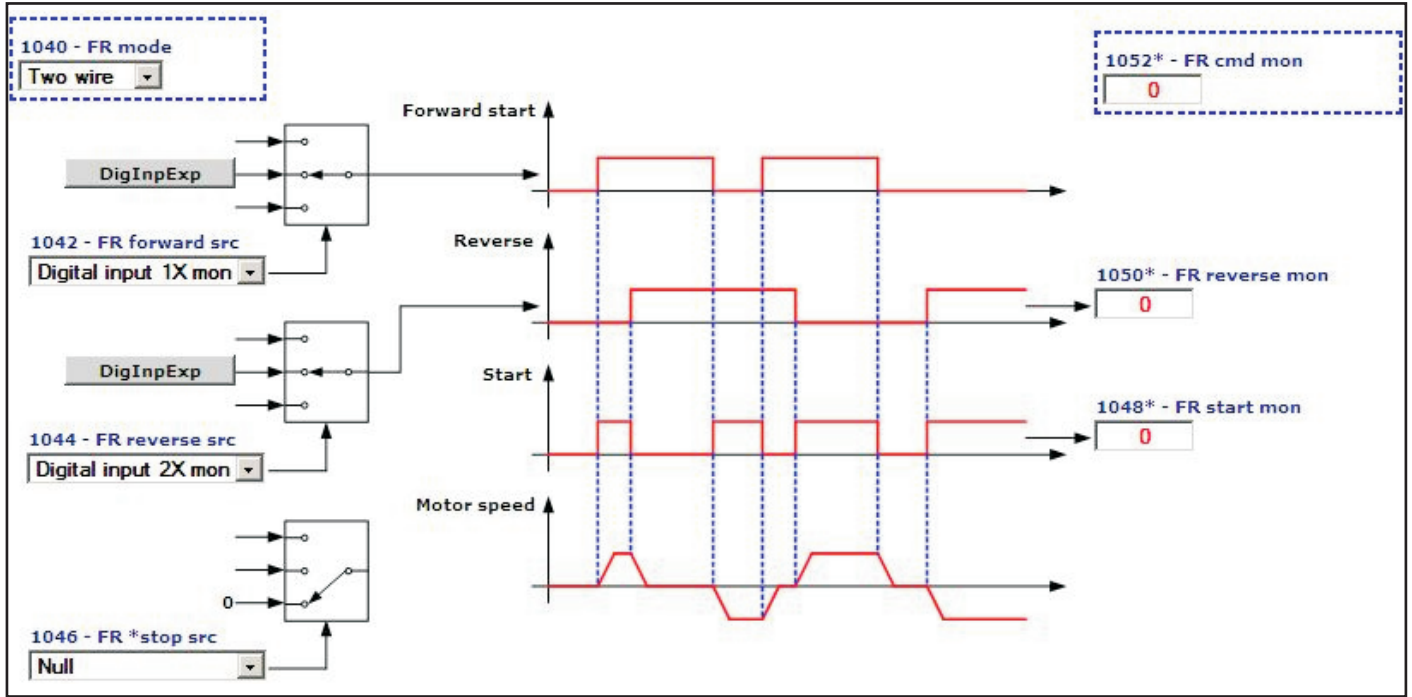 1040 - FR mode
Two wire
1052* - FR cmd mon
0
Forward start
DigInpExp
1042 - FR forward src
Digital input 1X mon
Reverse
1050* - FR reverse mon
0
DigInpExp
Start
1048* - FR start mon
0
1044 - FR reverse src
Digital input 2X mon
Motor speed
0
1046 - FR *stop src
Null